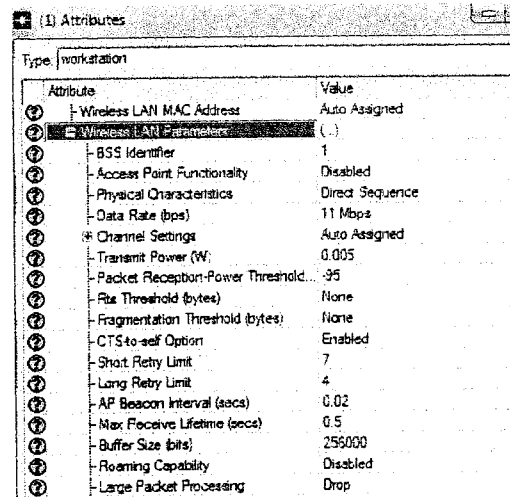 (1) Attributes
Type: workstation
Attribute Value
Wireless LAN MAC Address Auto Assigned
Wireless LAN Parameters (...)
BSS Identifier 1
Access Point Functionality Disabled
Physical Characteristics Direct Sequence
Data Rate (bps) 11 Mbps
Channel Settings Auto Assigned
Transmit Power (W) 0.005
Packet Reception-Power Threshold... -95
Rts Threshold (bytes) None
Fragmentation Threshold (bytes) None
CTS-to-self Option Enabled
Short Retry Limit 7
Long Retry Limit 4
AP Beacon Interval (secs) 0.02
Max Receive Lifetime (secs) 0.5
Buffer Size (bits) 256000
Roaming Capability Disabled
Large Packet Processing Drop